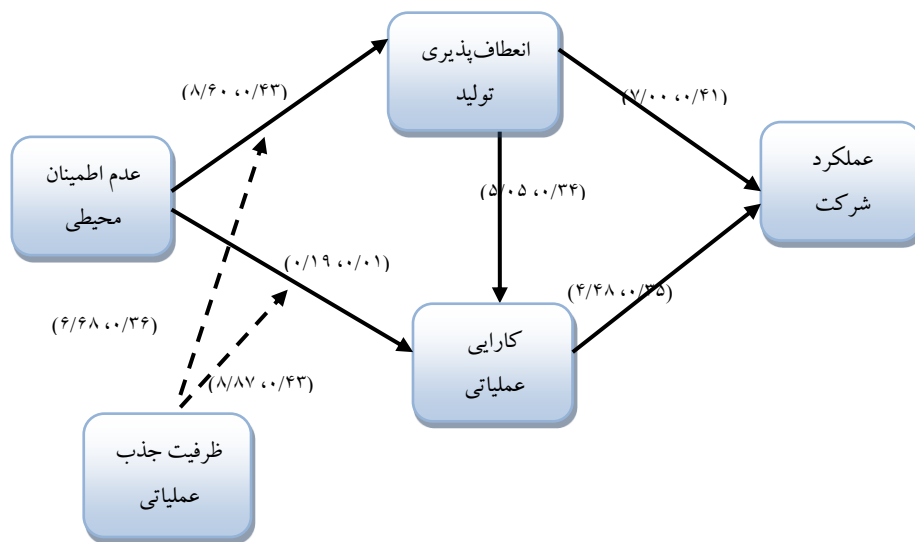 انعطاف‌پذیری
تولید
(۸/۶۰ ،۰/۴۳)
(۷/۰۰ ،۰/۴۱)
عدم اطمینان
محیطی
عملکرد
شرکت
(۵/۰۵ ،۰/۳۴)
(۰/۱۹ ،۰/۰۱)
(۴/۴۸ ،۰/۳۵)
(۶/۶۸ ،۰/۳۶)
کارایی
عملیاتی
(۸/۸۷ ،۰/۴۳)
ظرفیت جذب
عملیاتی